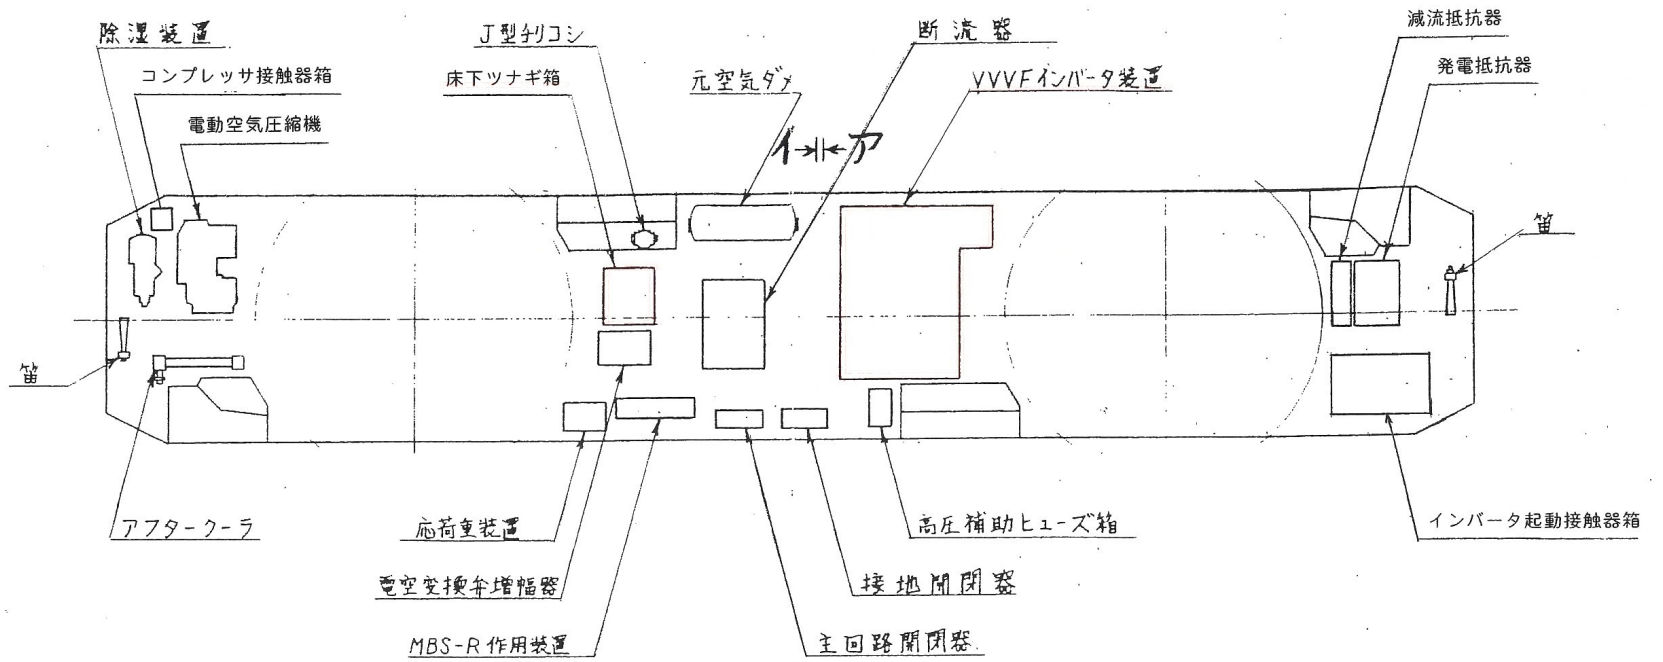 除湿装置
コンプレッサ接触器箱
電動空気圧縮機
J型チリコシ
床下ツナギ箱
元空気ダメ
断流器
VVVFインバータ装置
減流抵抗器
発電抵抗器
イ ア
笛
笛
アフタークーラ
応荷重装置
電空変換弁増幅器
MBS-R作用装置
主回路開閉器
接地開閉器
高圧補助ヒューズ箱
インバータ起動接触器箱